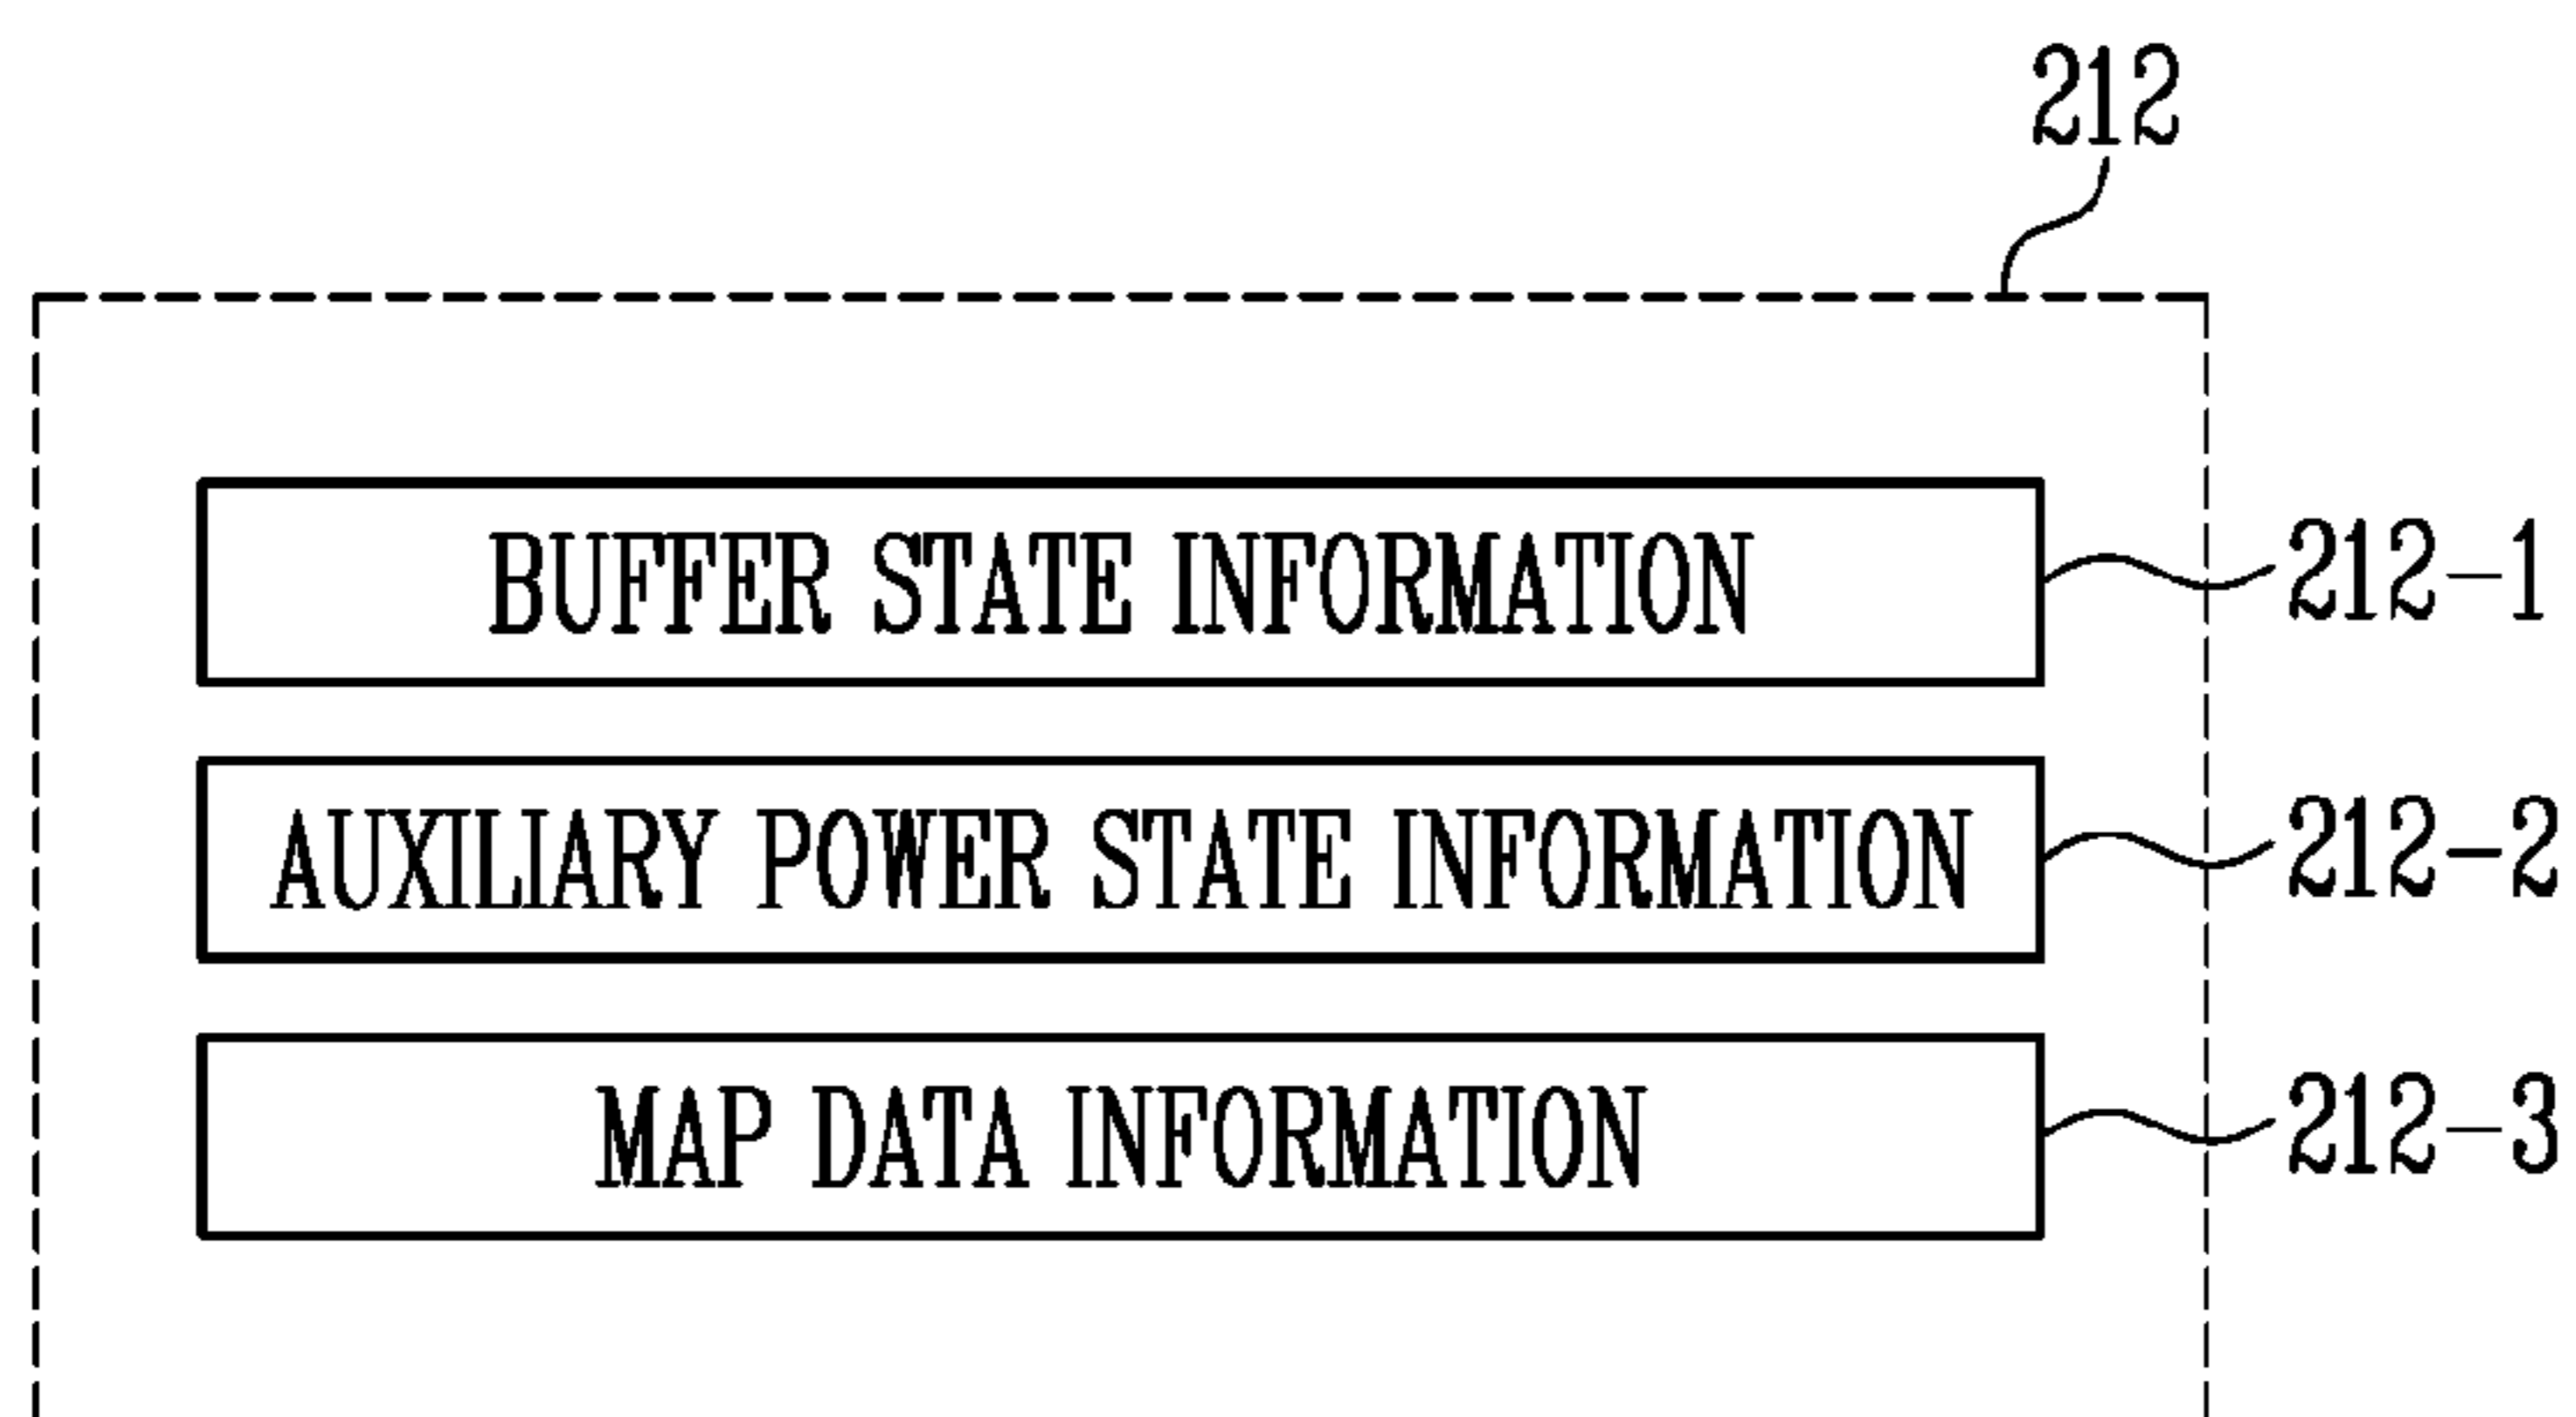 212
BUFFER STATE INFORMATION 212-1
AUXILIARY POWER STATE INFORMATION 212-2
MAP DATA INFORMATION 212-3